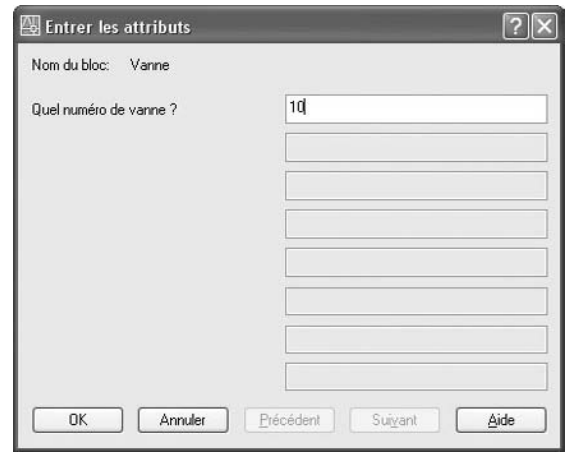 Entrer les attributs
Nom du bloc: Vanne
Quel numéro de vanne ? 10
OK Annuler Précédent Suivant Aide